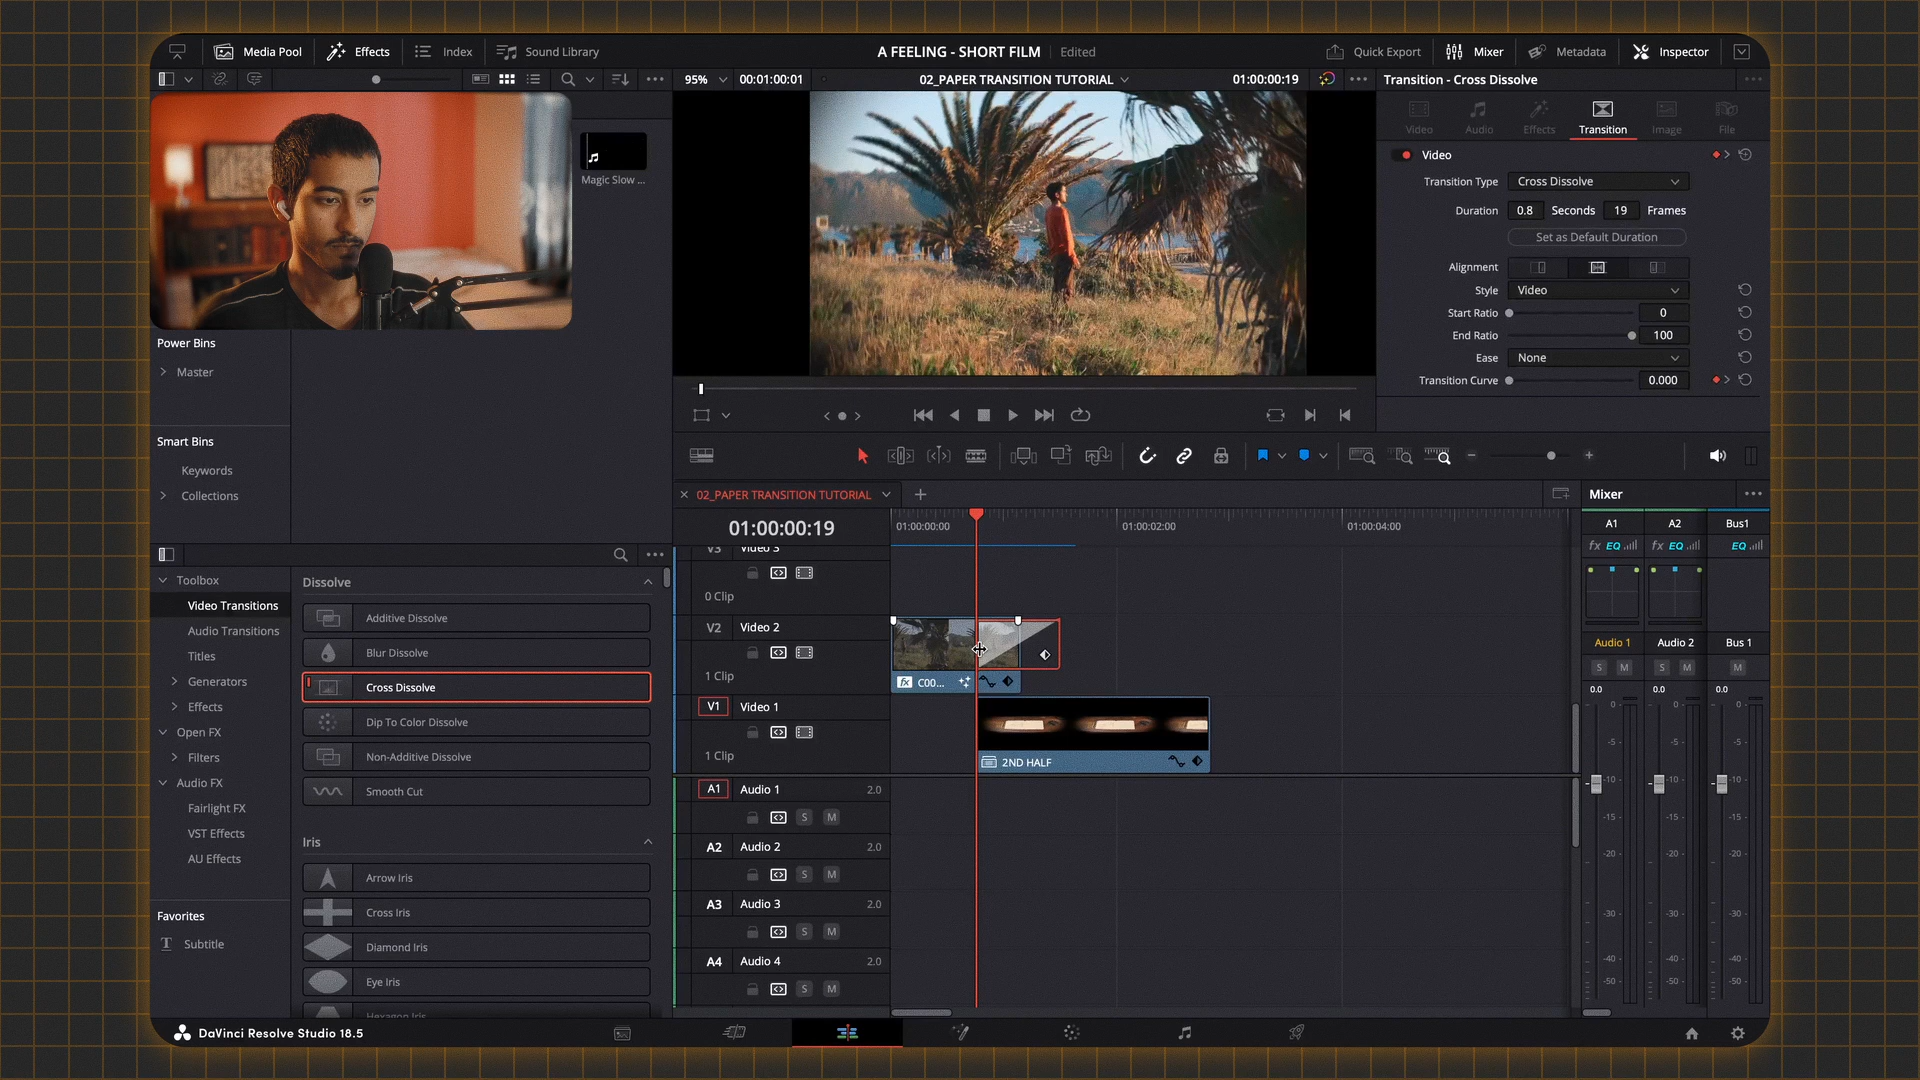 Media Pool
Effects
Index
Sound Library
A FEELING - SHORT FILM
Edited
Quick Export
Mixer
Metadata
Inspector
95%
00:01:00:01
02_PAPER TRANSITION TUTORIAL
01:00:00:19
Transition - Cross Dissolve
Magic Slow ...
Video
Audio
Effects
Transition
Image
File
Video
Transition Type
Cross Dissolve
Duration
0.8
Seconds
19
Frames
Set as Default Duration
Alignment
Style
Video
Start Ratio
0
End Ratio
100
Ease
None
Transition Curve
0.000
Power Bins
Master
Smart Bins
Keywords
Collections
02_PAPER TRANSITION TUTORIAL
01:00:00:19
01:00:00:00
01:00:02:00
01:00:04:00
V3
Video 3
0 Clip
V2
Video 2
1 Clip
fx
C00...
V1
Video 1
1 Clip
2ND HALF
A1
Audio 1
2.0
S
M
A2
Audio 2
2.0
S
M
A3
Audio 3
2.0
S
M
A4
Audio 4
2.0
S
M
Mixer
A1
A2
Bus1
fx EQ
fx EQ
EQ
Audio 1
Audio 2
Bus 1
S M
S M
M
0.0
0.0
0.0
0
-5
-10
-15
-20
-30
-40
-50
0
-5
-10
-15
-20
-30
-40
-50
0
-5
-10
-15
-20
-30
-40
-50
Toolbox
Video Transitions
Audio Transitions
Titles
Generators
Effects
Open FX
Filters
Audio FX
Fairlight FX
VST Effects
AU Effects
Favorites
T
Subtitle
Dissolve
Additive Dissolve
Blur Dissolve
Cross Dissolve
Dip To Color Dissolve
Non-Additive Dissolve
Smooth Cut
Iris
Arrow Iris
Cross Iris
Diamond Iris
Eye Iris
Hexagon Iris
DaVinci Resolve Studio 18.5